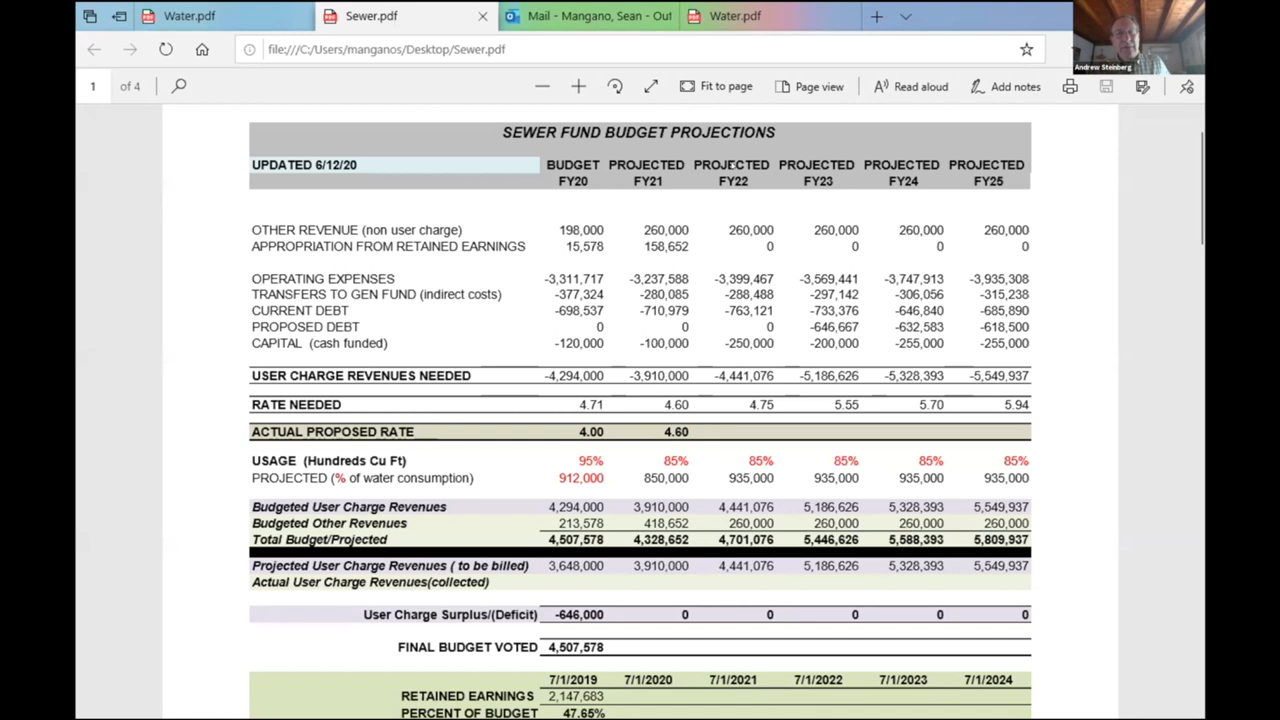 Water.pdf Sewer.pdf Mail - Mangano, Sean - Out Water.pdf
file:///C:/Users/manganos/Desktop/Sewer.pdf
Andrew Steinberg
1 of 4 Fit to page Page view Read aloud Add notes
SEWER FUND BUDGET PROJECTIONS
UPDATED 6/12/20 BUDGET PROJECTED PROJECTED PROJECTED PROJECTED PROJECTED
FY20 FY21 FY22 FY23 FY24 FY25
OTHER REVENUE (non user charge) 198,000 260,000 260,000 260,000 260,000 260,000
APPROPRIATION FROM RETAINED EARNINGS 15,578 158,652 0 0 0 0
OPERATING EXPENSES -3,311,717 -3,237,588 -3,399,467 -3,569,441 -3,747,913 -3,935,308
TRANSFERS TO GEN FUND (indirect costs) -377,324 -280,085 -288,488 -297,142 -306,056 -315,238
CURRENT DEBT -698,537 -710,979 -763,121 -733,376 -646,840 -685,890
PROPOSED DEBT 0 0 0 -646,667 -632,583 -618,500
CAPITAL (cash funded) -120,000 -100,000 -250,000 -200,000 -255,000 -255,000
USER CHARGE REVENUES NEEDED -4,294,000 -3,910,000 -4,441,076 -5,186,626 -5,328,393 -5,549,937
RATE NEEDED 4.71 4.60 4.75 5.55 5.70 5.94
ACTUAL PROPOSED RATE 4.00 4.60
USAGE (Hundreds Cu Ft) 95% 85% 85% 85% 85% 85%
PROJECTED (% of water consumption) 912,000 850,000 935,000 935,000 935,000 935,000
Budgeted User Charge Revenues 4,294,000 3,910,000 4,441,076 5,186,626 5,328,393 5,549,937
Budgeted Other Revenues 213,578 418,652 260,000 260,000 260,000 260,000
Total Budget/Projected 4,507,578 4,328,652 4,701,076 5,446,626 5,588,393 5,809,937
Projected User Charge Revenues ( to be billed) 3,648,000 3,910,000 4,441,076 5,186,626 5,328,393 5,549,937
Actual User Charge Revenues(collected)
User Charge Surplus/(Deficit) -646,000 0 0 0 0 0
FINAL BUDGET VOTED 4,507,578
7/1/2019 7/1/2020 7/1/2021 7/1/2022 7/1/2023 7/1/2024
RETAINED EARNINGS 2,147,683
PERCENT OF BUDGET 47.65%